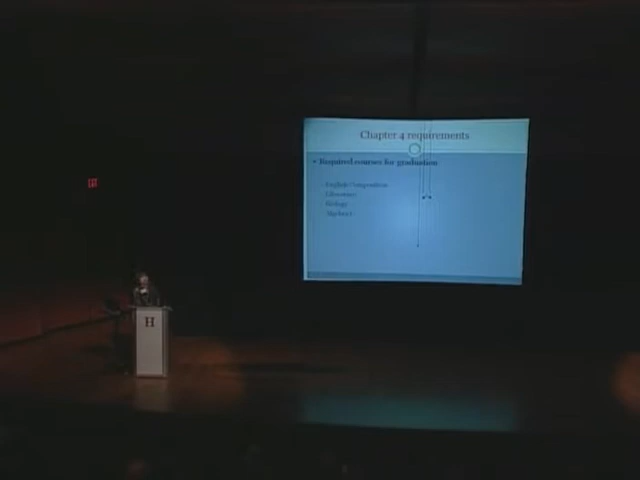 Chapter 4 requirements
Required courses for graduation
English Composition
Literature
Biology
Algebra I
H